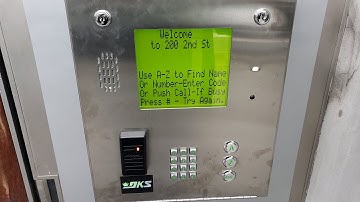 Welcome
to 200 2nd St
Use A-Z to Find Name
Or Number-Enter Code
Or Push Call-If Busy
Press # - Try Again.
DKS